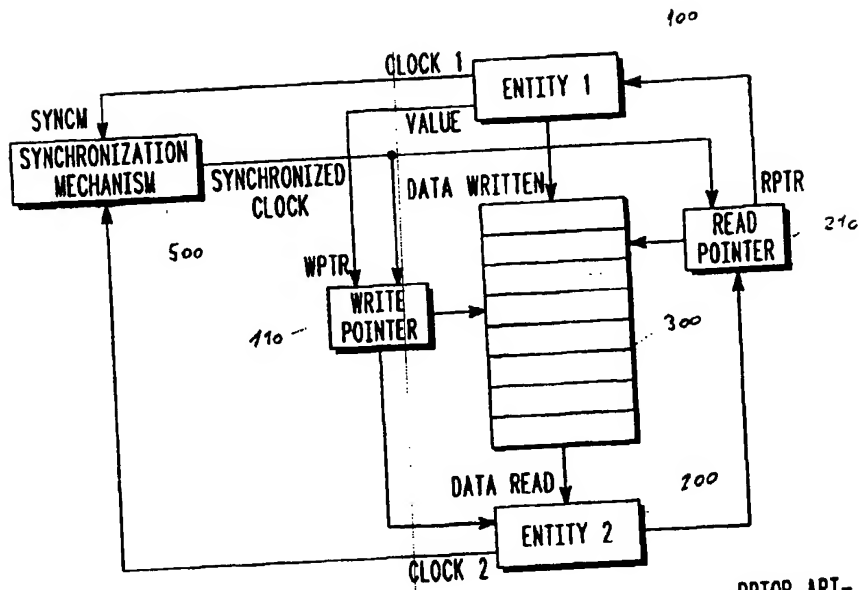 100
CLOCK 1
ENTITY 1
SYNCM
VALUE
SYNCHRONIZATION
MECHANISM
SYNCHRONIZED
CLOCK
DATA WRITTEN
RPTR
READ
POINTER
210
500
WPTR
WRITE
POINTER
110
300
DATA READ
200
ENTITY 2
CLOCK 2